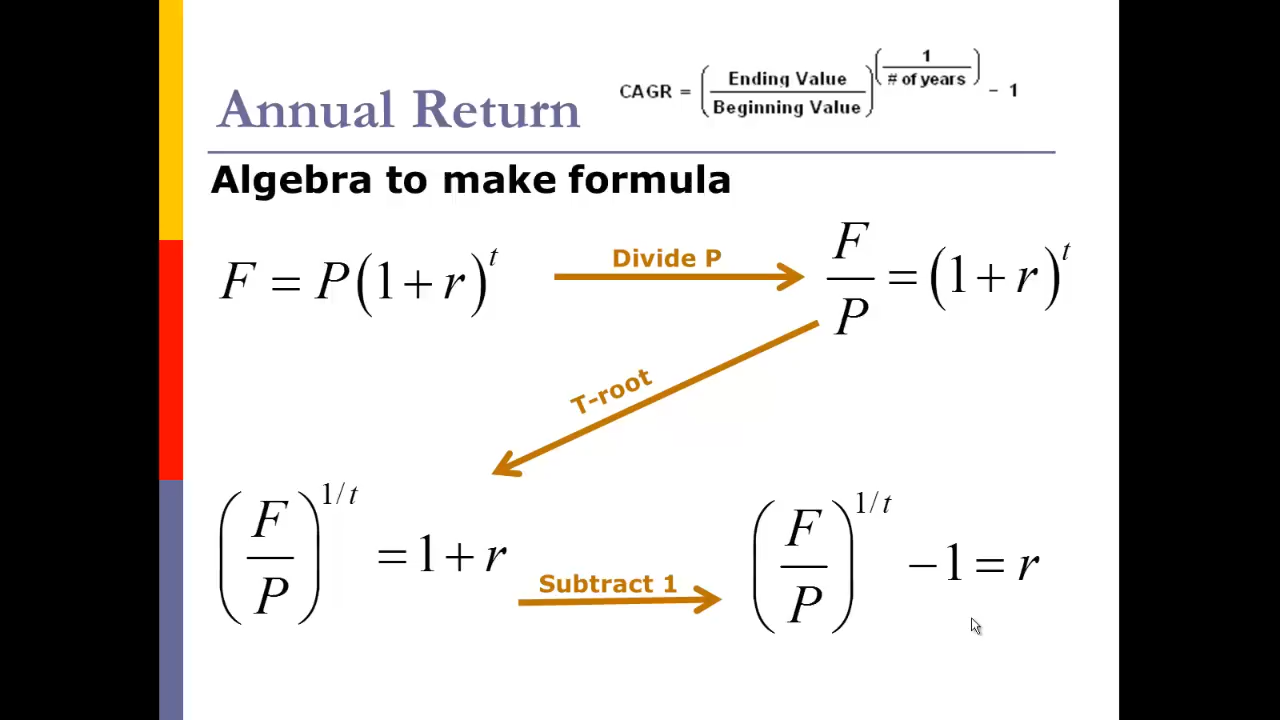 CAGR = (Ending Value / Beginning Value)^(1 / # of years) - 1
Annual Return
Algebra to make formula
F = P(1 + r)^t
Divide P
F/P = (1 + r)^t
T-root
(F/P)^1/t = 1 + r
Subtract 1
(F/P)^1/t − 1 = r